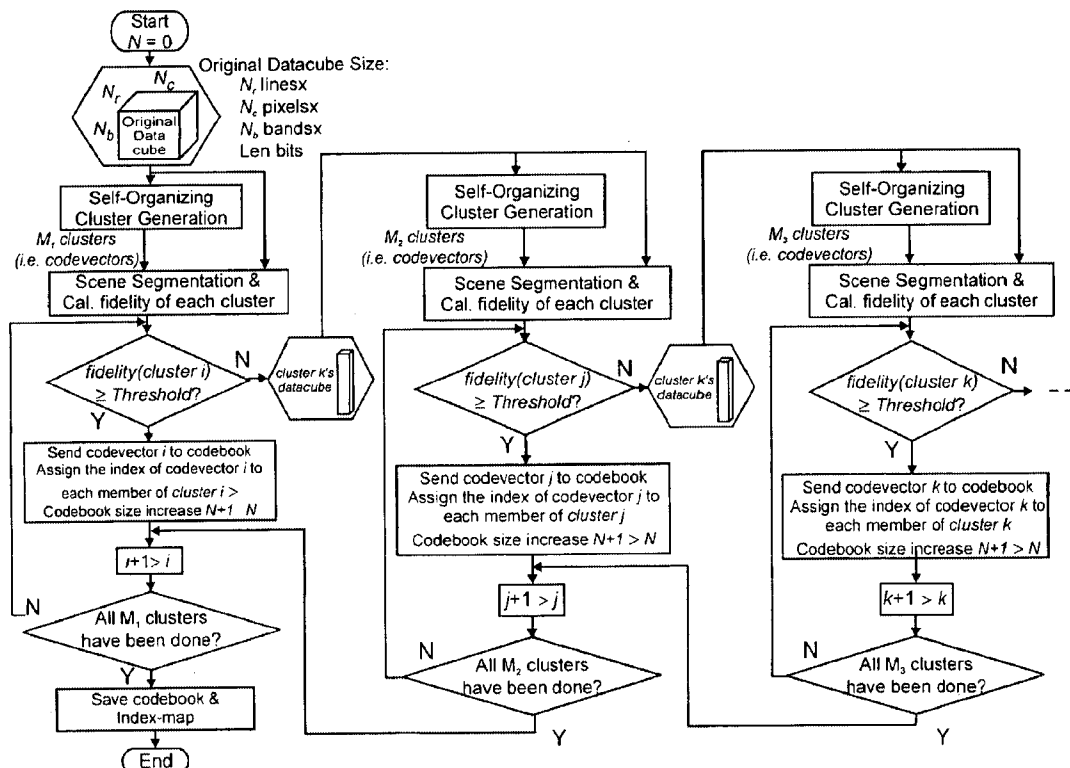 Start
N = 0
Original Datacube Size:
N_r linesx
N_c pixelsx
N_b bandsx
Len bits
N_c
N_r
N_b
Original
Data
cube
Self-Organizing
Cluster Generation
M_1 clusters
(i.e. codevectors)
Scene Segmentation &
Cal. fidelity of each cluster
fidelity(cluster i)
≥ Threshold?
N
Y
cluster k's
datacube
Send codevector i to codebook
Assign the index of codevector i to
each member of cluster i >
Codebook size increase N+1 N
i+1> i
N
All M_1 clusters
have been done?
Y
Save codebook &
Index-map
End
Self-Organizing
Cluster Generation
M_2 clusters
(i.e. codevectors)
Scene Segmentation &
Cal. fidelity of each cluster
fidelity(cluster j)
≥ Threshold?
N
Y
cluster k's
datacube
Send codevector j to codebook
Assign the index of codevector j to
each member of cluster j
Codebook size increase N+1 > N
j+1 > j
N
All M_2 clusters
have been done?
Y
Self-Organizing
Cluster Generation
M_3 clusters
(i.e. codevectors)
Scene Segmentation &
Cal. fidelity of each cluster
fidelity(cluster k)
≥ Threshold?
N
Y
Send codevector k to codebook
Assign the index of codevector k to
each member of cluster k
Codebook size increase N+1 > N
k+1 > k
N
All M_3 clusters
have been done?
Y